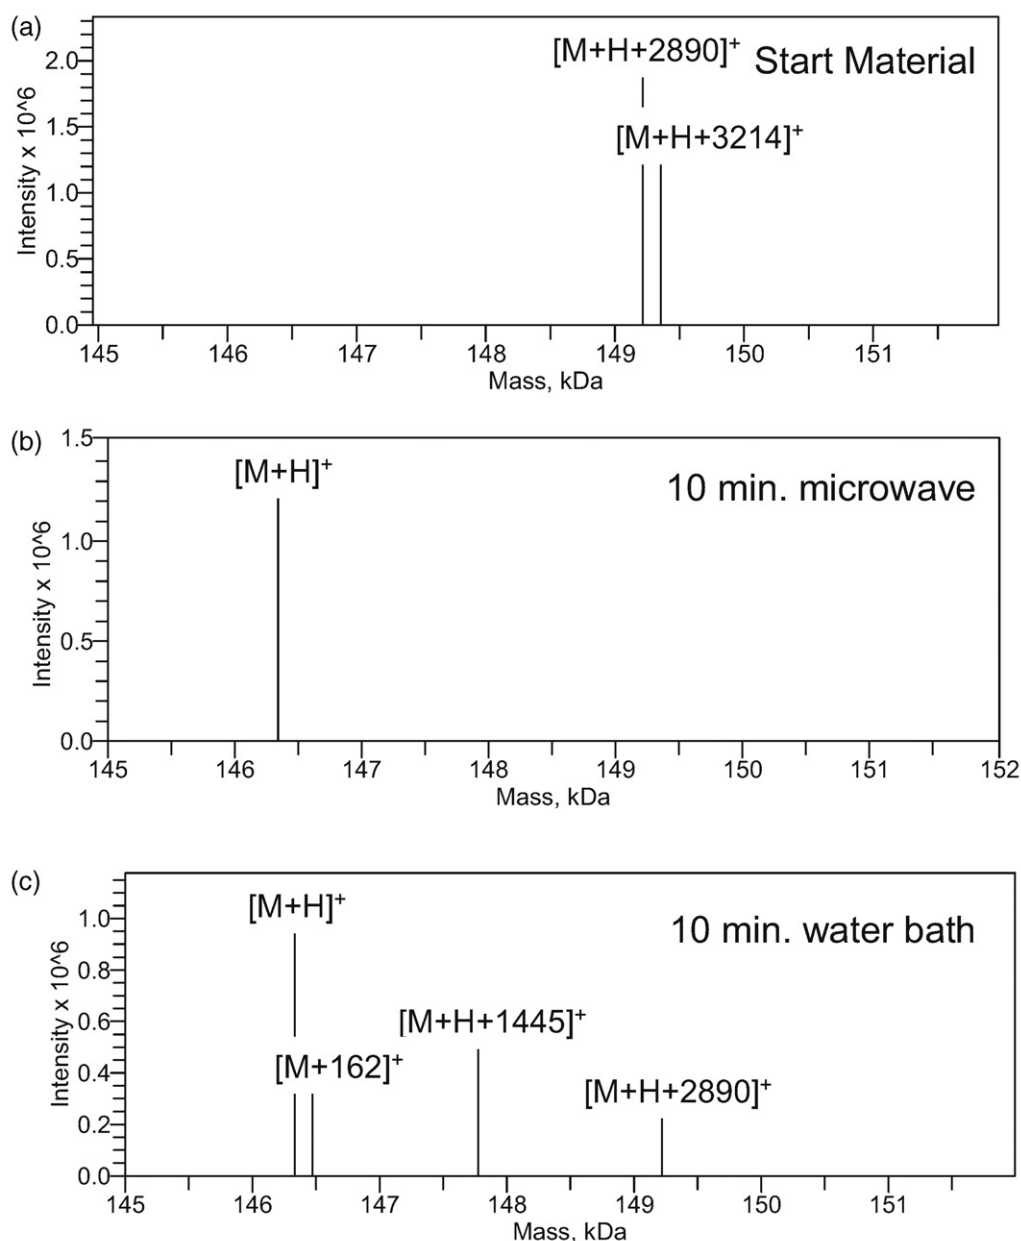 (a)
[M+H+2890]+
Start Material
[M+H+3214]+
Intensity x 10^6
2.0
1.5
1.0
0.5
0.0
145 146 147 148 149 150 151
Mass, kDa
(b)
[M+H]+
10 min. microwave
Intensity x 10^6
1.5
1.0
0.5
0.0
145 146 147 148 149 150 151 152
Mass, kDa
(c)
[M+H]+
10 min. water bath
[M+H+1445]+
[M+162]+
[M+H+2890]+
Intensity x 10^6
1.0
0.8
0.6
0.4
0.2
0.0
145 146 147 148 149 150 151
Mass, kDa